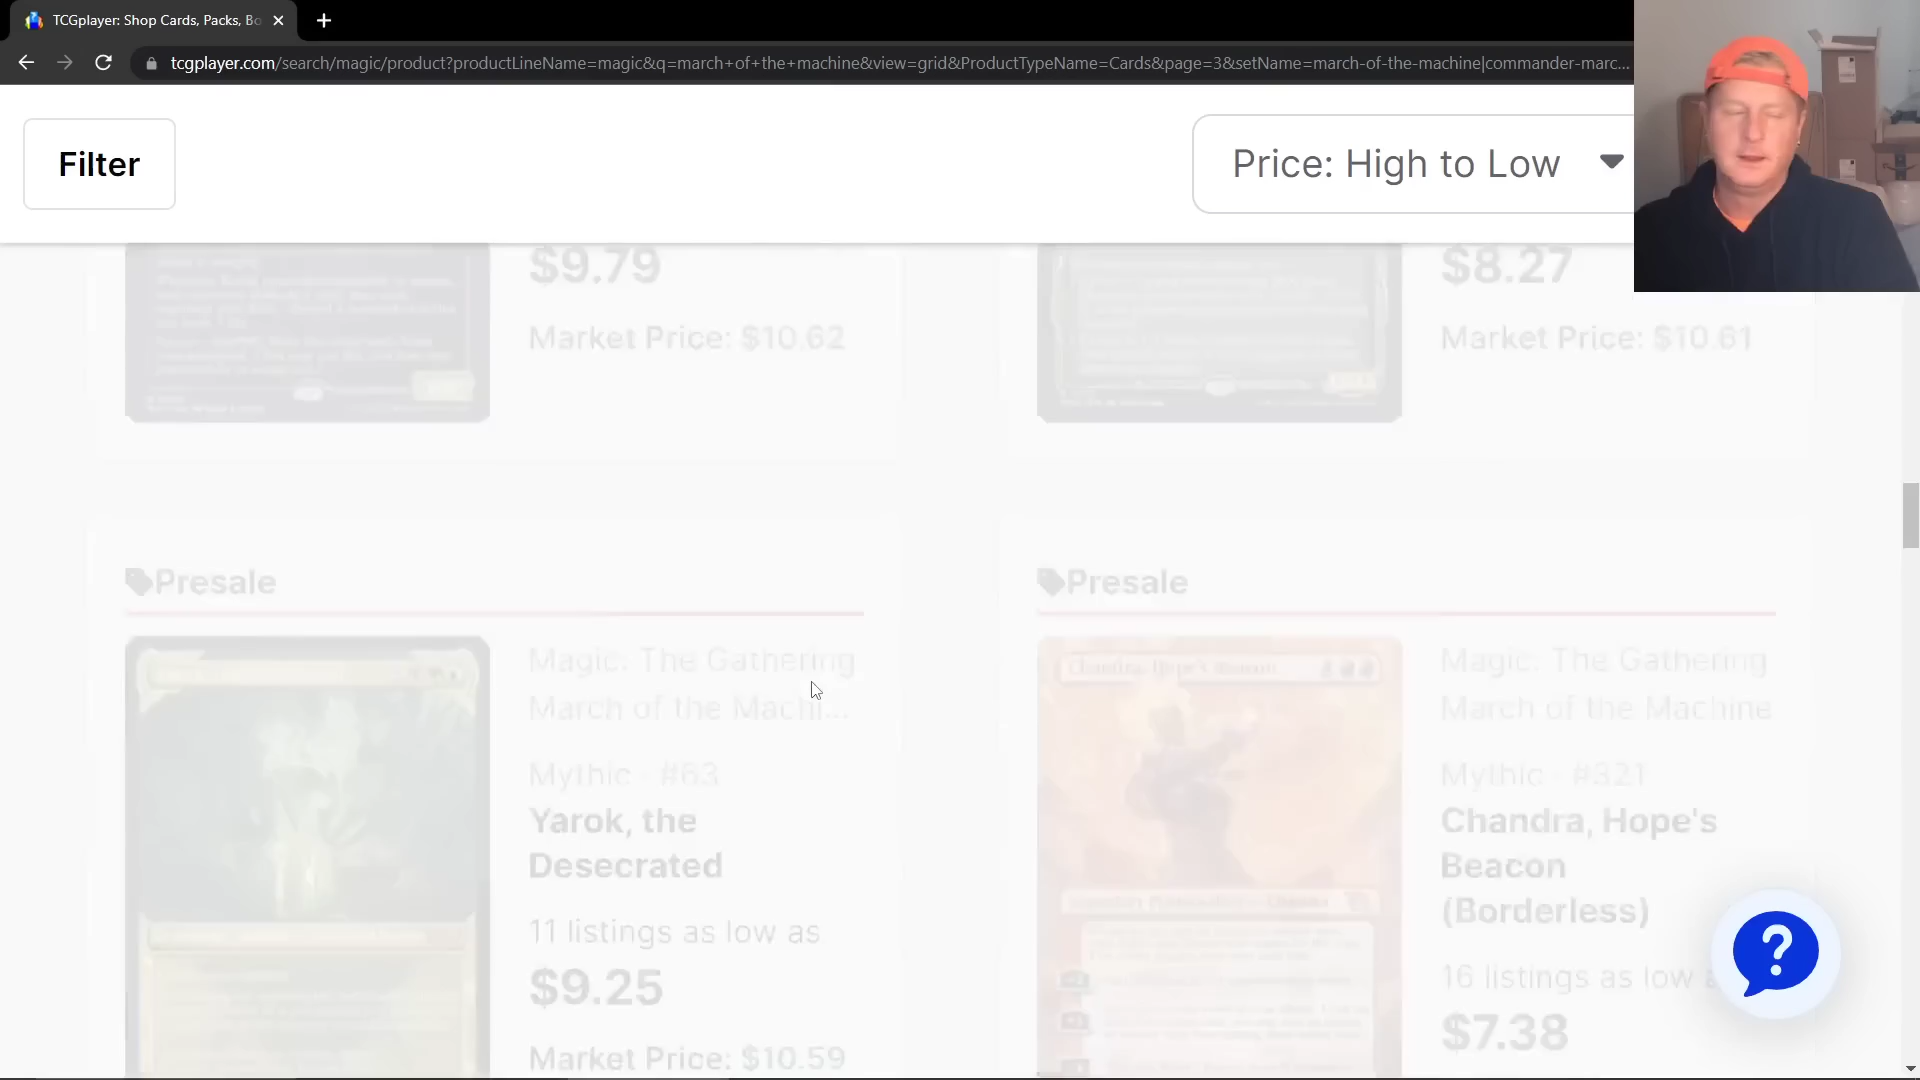 TCGplayer: Shop Cards, Packs, Bo
tcgplayer.com/search/magic/product?productLineName=magic&q=march+of+the+machine&view=grid&ProductTypeName=Cards&page=3&setName=march-of-the-machine|commander-marc...
Filter
Price: High to Low
$9.79
Market Price: $10.62
$8.27
Market Price: $10.61
Presale
Magic: The Gathering
March of the Machi...
Mythic · #63
Yarok, the
Desecrated
11 listings as low as
$9.25
Market Price: $10.59
Presale
Chandra, Hope's Beacon
Magic: The Gathering
March of the Machine
Mythic · #321
Chandra, Hope's
Beacon
(Borderless)
16 listings as low a
$7.38